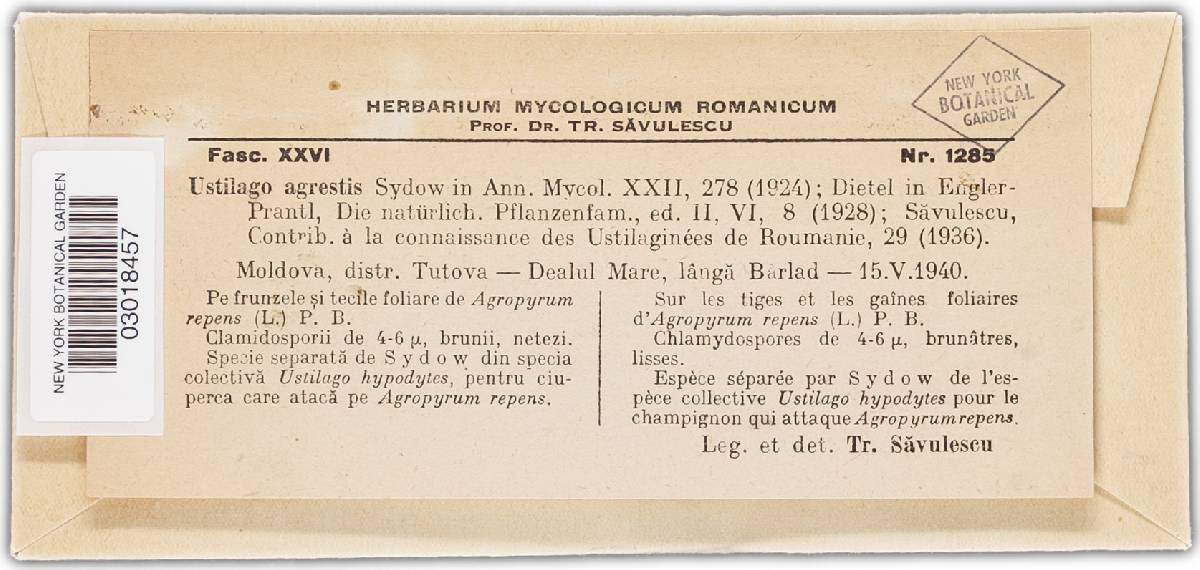 HERBARIUM MYCOLOGICUM ROMANICUM
PROF. DR. TR. SĂVULESCU
NEW YORK
BOTANICAL
GARDEN
Fasc. XXVI
Nr. 1285
Ustilago agrestis Sydow in Ann. Mycol. XXII, 278 (1924); Dietel in Engler-
Prantl, Die natürlich. Pflanzenfam., ed. II, VI, 8 (1928); Săvulescu,
Contrib. à la connaissance des Ustilaginées de Roumanie, 29 (1936).
Moldova, distr. Tutova — Dealul Mare, lângă Bârlad — 15.V.1940.
Pe frunzele și tecile foliare de Agropyrum
repens (L.) P. B.
Clamidosporii de 4-6 µ, brunii, netezi.
Specie separată de Sydow din specia
colectivă Ustilago hypodytes, pentru ciu-
perca care atacă pe Agropyrum repens.
Sur les tiges et les gaînes foliaires
d'Agropyrum repens (L.) P. B.
Chlamydospores de 4-6 µ, brunâtres,
lisses.
Espèce séparée par Sydow de l'es-
pèce collective Ustilago hypodytes pour le
champignon qui attaque Agropyrum repens.
Leg. et det. Tr. Săvulescu
NEW YORK BOTANICAL GARDEN
03018457